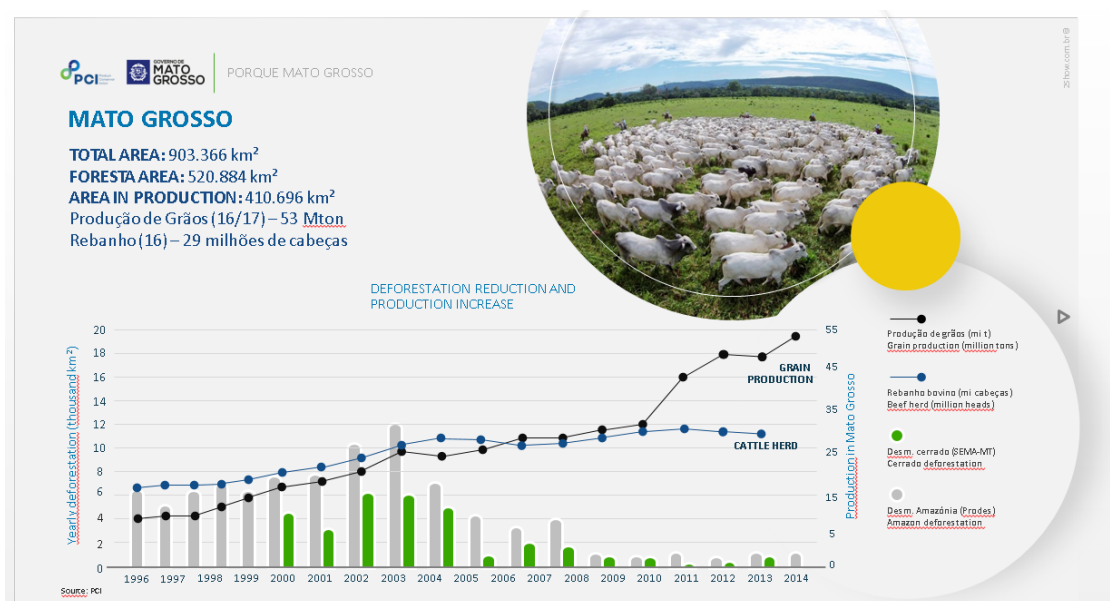 PCI
GOVERNO DE
MATO
GROSSO
PORQUE MATO GROSSO
25how.com.br®
MATO GROSSO
TOTAL AREA: 903.366 km²
FORESTA AREA: 520.884 km²
AREA IN PRODUCTION: 410.696 km²
Produção de Grãos (16/17) – 53 Mton
Rebanho (16) – 29 milhões de cabeças
DEFORESTATION REDUCTION AND
PRODUCTION INCREASE
Yearly deforestation (thousand km²)
20
18
16
14
12
10
8
6
4
2
0
GRAIN
PRODUCTION
CATTLE HERD
55
45
35
25
15
5
0
Production in Mato Grosso
1996 1997 1998 1999 2000 2001 2002 2003 2004 2005 2006 2007 2008 2009 2010 2011 2012 2013 2014
Source: PCI
Produção de grãos (mi t)
Grain production (million tons)
Rebanho bovino (mi cabeças)
Beef herd (million heads)
Desm. cerrado (SEMA-MT)
Cerrado deforestation
Desm. Amazônia (Prodes)
Amazon deforestation